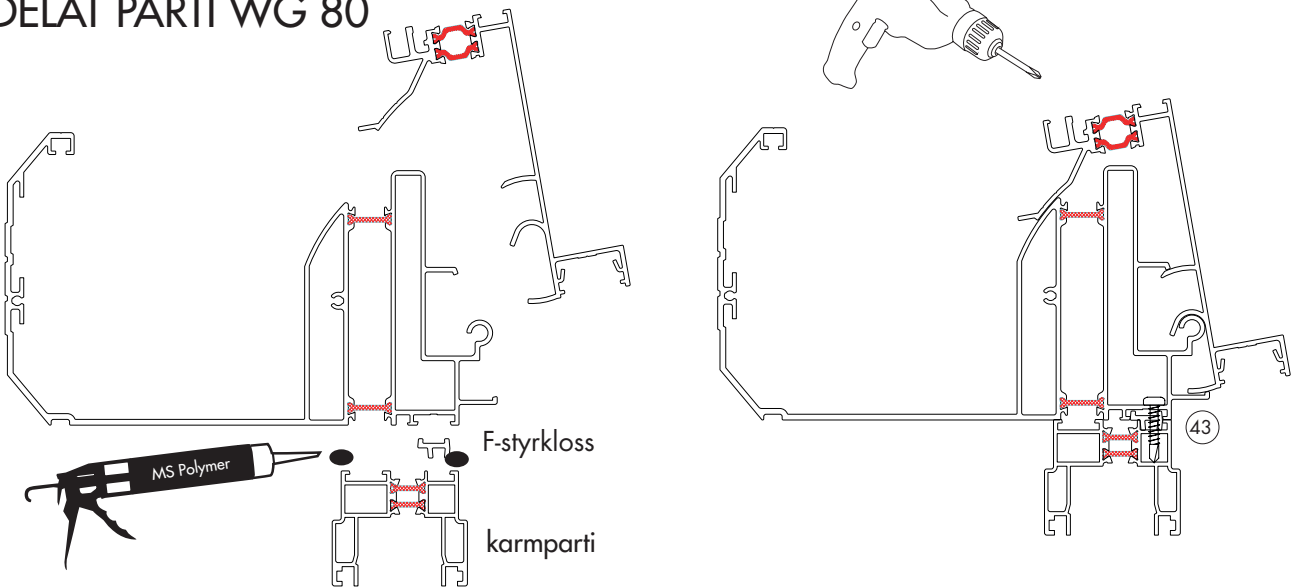 DELAT PARTI WG 80
F-styrkloss
MS Polymer
43
karmparti